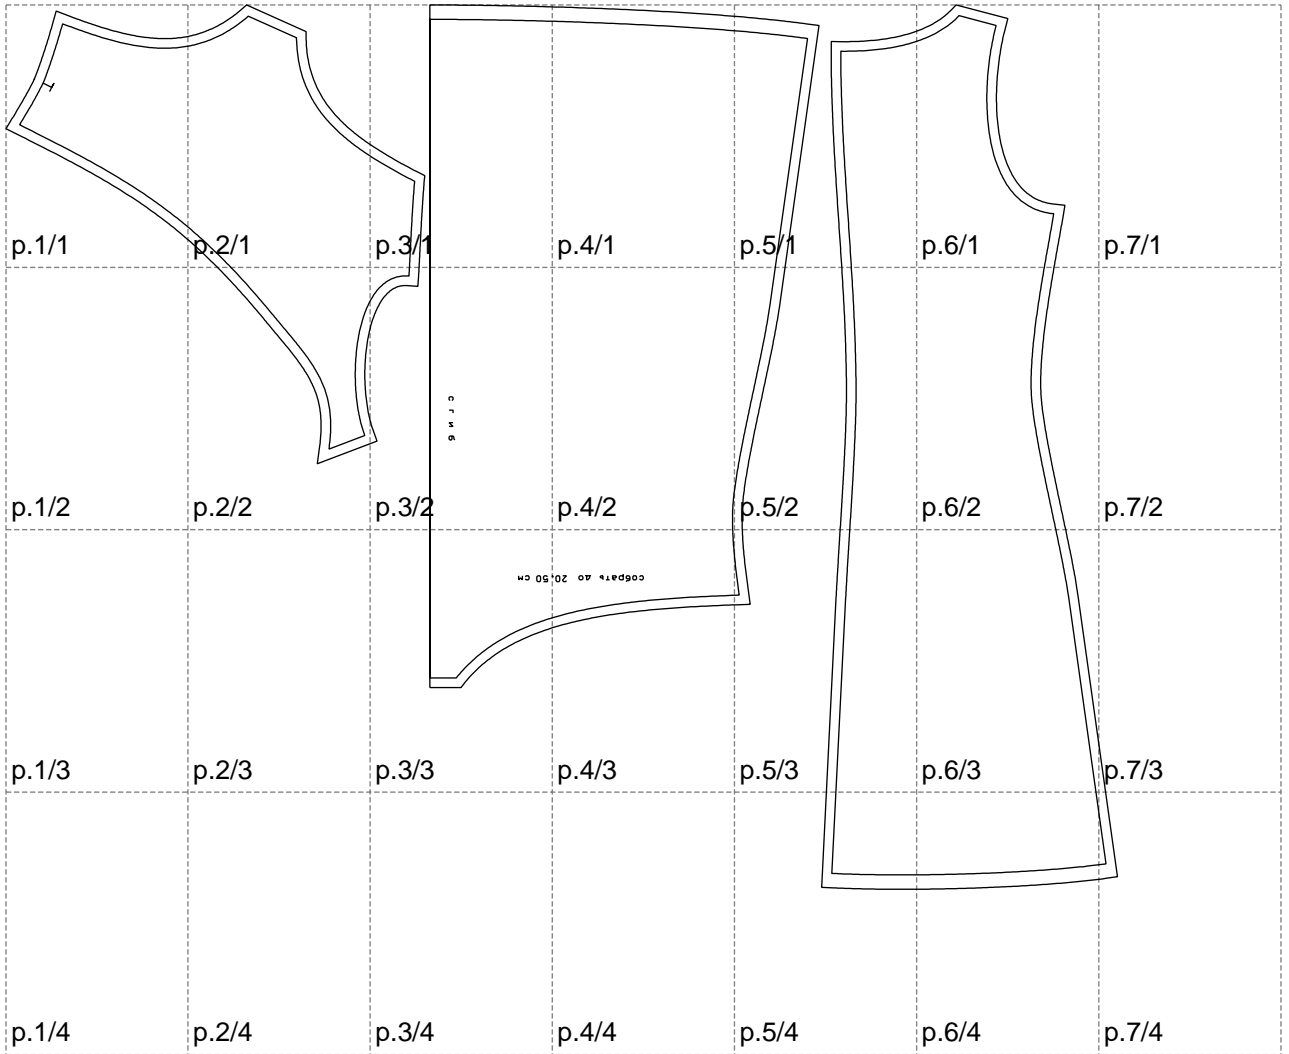 p.1/1 p.2/1 p.3/1 p.4/1 p.5/1 p.6/1 p.7/1
сгиб
p.1/2 p.2/2 p.3/2 p.4/2 p.5/2 p.6/2 p.7/2
собрать до 20.50 см
p.1/3 p.2/3 p.3/3 p.4/3 p.5/3 p.6/3 p.7/3
p.1/4 p.2/4 p.3/4 p.4/4 p.5/4 p.6/4 p.7/4